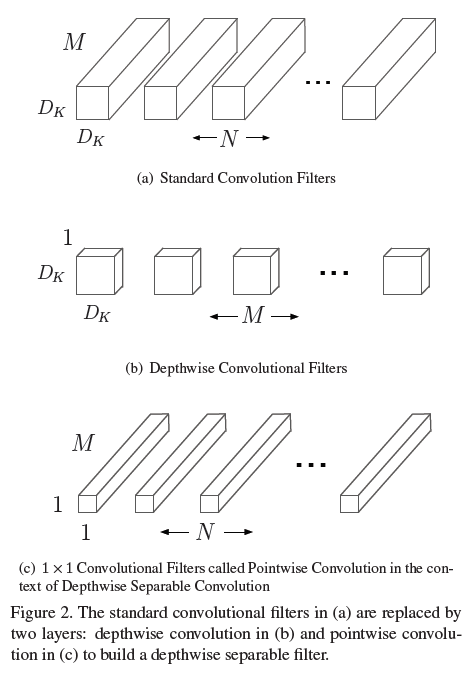 M
D_K
D_K
N
...
(a) Standard Convolution Filters
1
D_K
D_K
M
...
(b) Depthwise Convolutional Filters
M
1
1
N
...
(c) 1 × 1 Convolutional Filters called Pointwise Convolution in the con-
text of Depthwise Separable Convolution
Figure 2. The standard convolutional filters in (a) are replaced by
two layers: depthwise convolution in (b) and pointwise convolu-
tion in (c) to build a depthwise separable filter.